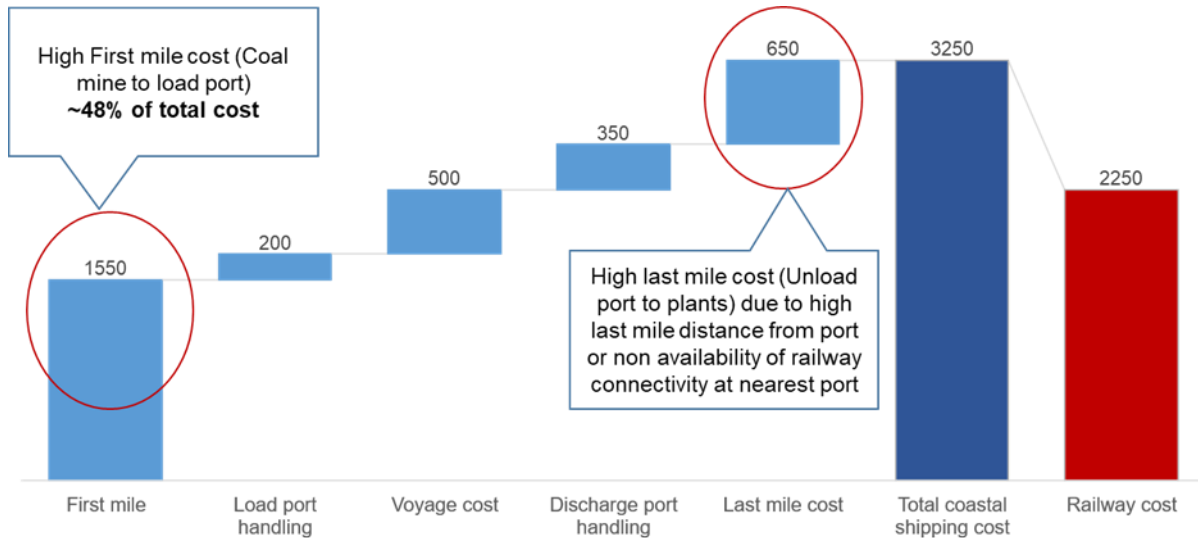 High First mile cost (Coal
mine to load port)
~48% of total cost
650
3250
350
500
2250
200
1550
High last mile cost (Unload
port to plants) due to high
last mile distance from port
or non availability of railway
connectivity at nearest port
First mile
Load port
handling
Voyage cost
Discharge port
handling
Last mile cost
Total coastal
shipping cost
Railway cost